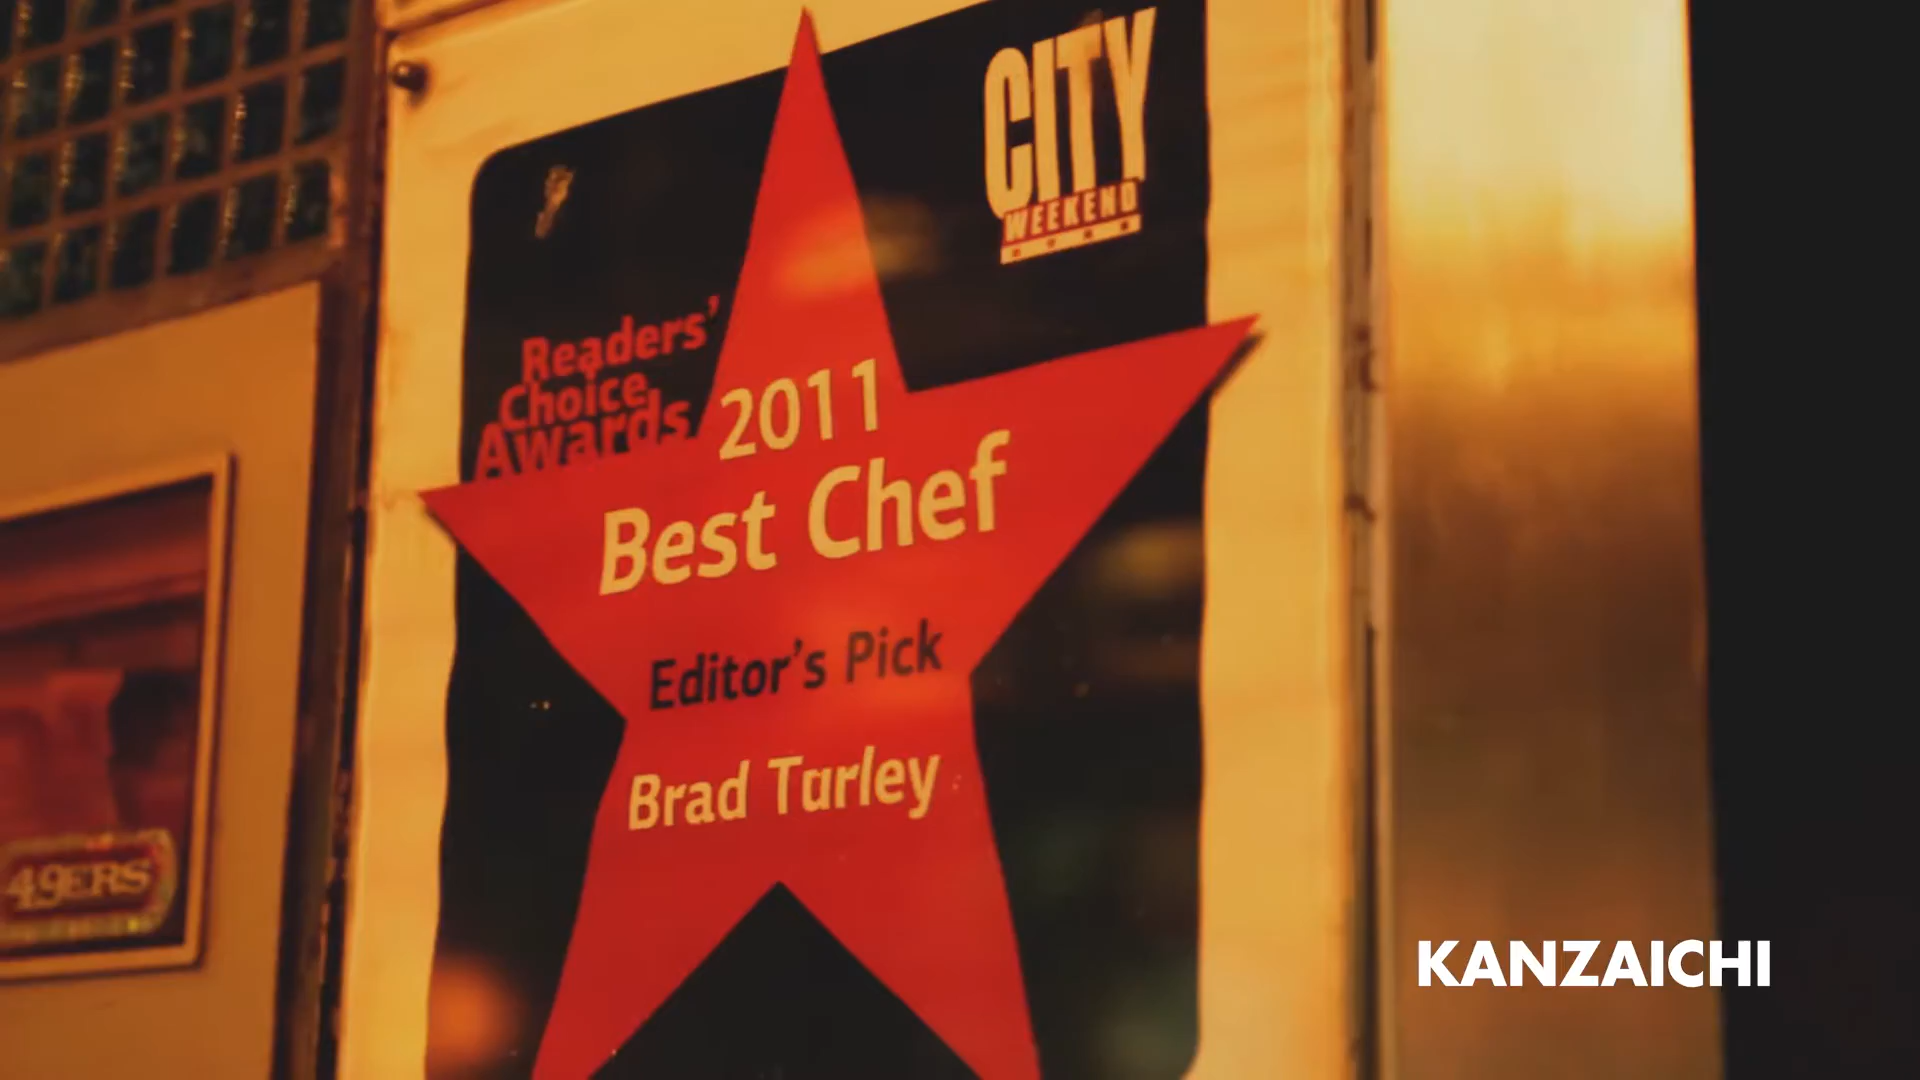 CITY
WEEKEND
Readers'
Choice
Awards
2011
Best Chef
Editor's Pick
Brad Turley
49ERS
KANZAICHI